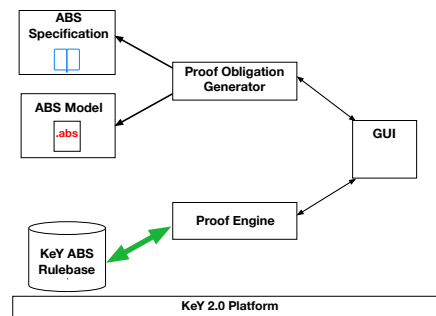 ABS
Specification
Proof Obligation
Generator
ABS Model
.abs
GUI
Proof Engine
KeY ABS
Rulebase
KeY 2.0 Platform